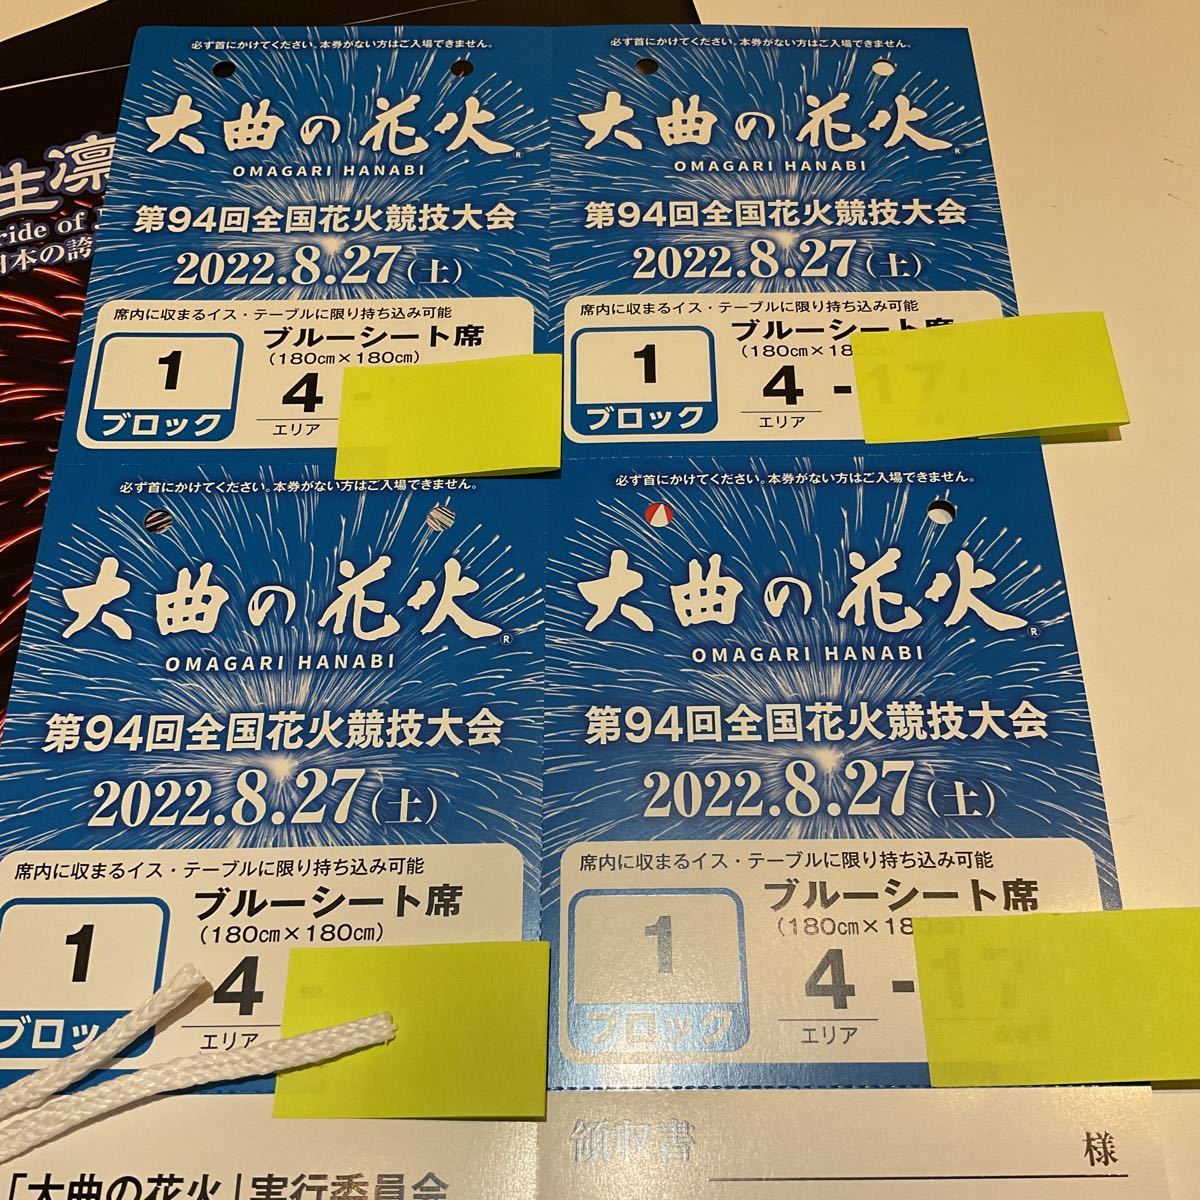 生凛
ride of
日本の誇
必ず首にかけてください。本券がない方はご入場できません。
大曲の花火®
OMAGARI HANABI
第94回全国花火競技大会
2022.8.27(土)
席内に収まるイス・テーブルに限り持ち込み可能
1
ブロック
ブルーシート席
(180㎝×180㎝)
4 -
エリア
必ず首にかけてください。本券がない方はご入場できません。
大曲の花火®
OMAGARI HANABI
第94回全国花火競技大会
2022.8.27(土)
席内に収まるイス・テーブルに限り持ち込み可能
1
ブロック
ブルーシート席
(180㎝×18
4 - 17
エリア
必ず首にかけてください。本券がない方はご入場できません。
大曲の花火®
OMAGARI HANABI
第94回全国花火競技大会
2022.8.27(土)
席内に収まるイス・テーブルに限り持ち込み可能
1
ブロック
ブルーシート席
(180㎝×180㎝)
4 -
エリア
必ず首にかけてください。本券がない方はご入場できません。
大曲の花火®
OMAGARI HANABI
第94回全国花火競技大会
2022.8.27(土)
席内に収まるイス・テーブルに限り持ち込み可能
1
ブロック
ブルーシート席
(180㎝×180㎝)
4 - 17
エリア
「大曲の花火」実行委員会
領収書
様